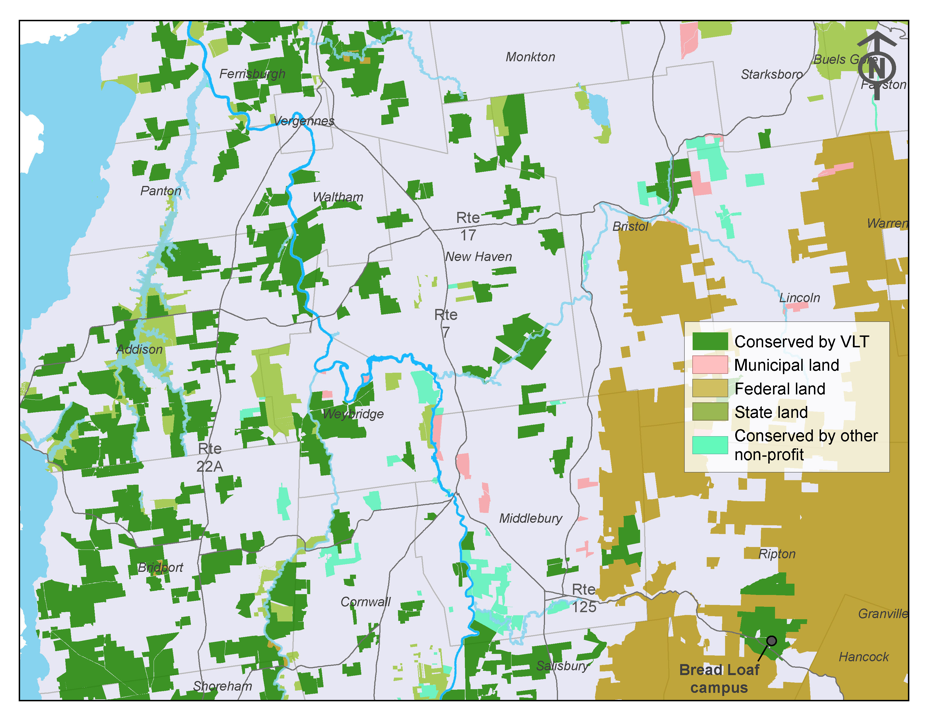 Monkton
Buels Gore
Ferrisburgh
Starksboro
N
Fayston
Vergennes
Panton
Waltham
Rte
17
Bristol
Warren
New Haven
Lincoln
Rte
7
Addison
Conserved by VLT
Municipal land
Federal land
State land
Conserved by other
non-profit
Weybridge
Rte
22A
Middlebury
Ripton
Bridport
Rte
125
Cornwall
Granville
Hancock
Salisbury
Bread Loaf
campus
Shoreham